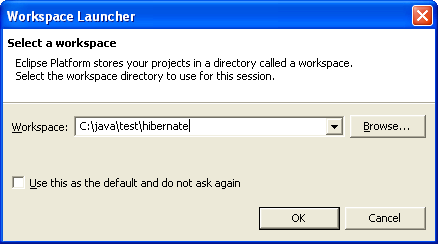 Workspace Launcher
Select a workspace
Eclipse Platform stores your projects in a directory called a workspace.
Select the workspace directory to use for this session.
Workspace: C:\java\test\hibernate Browse...
Use this as the default and do not ask again
OK Cancel